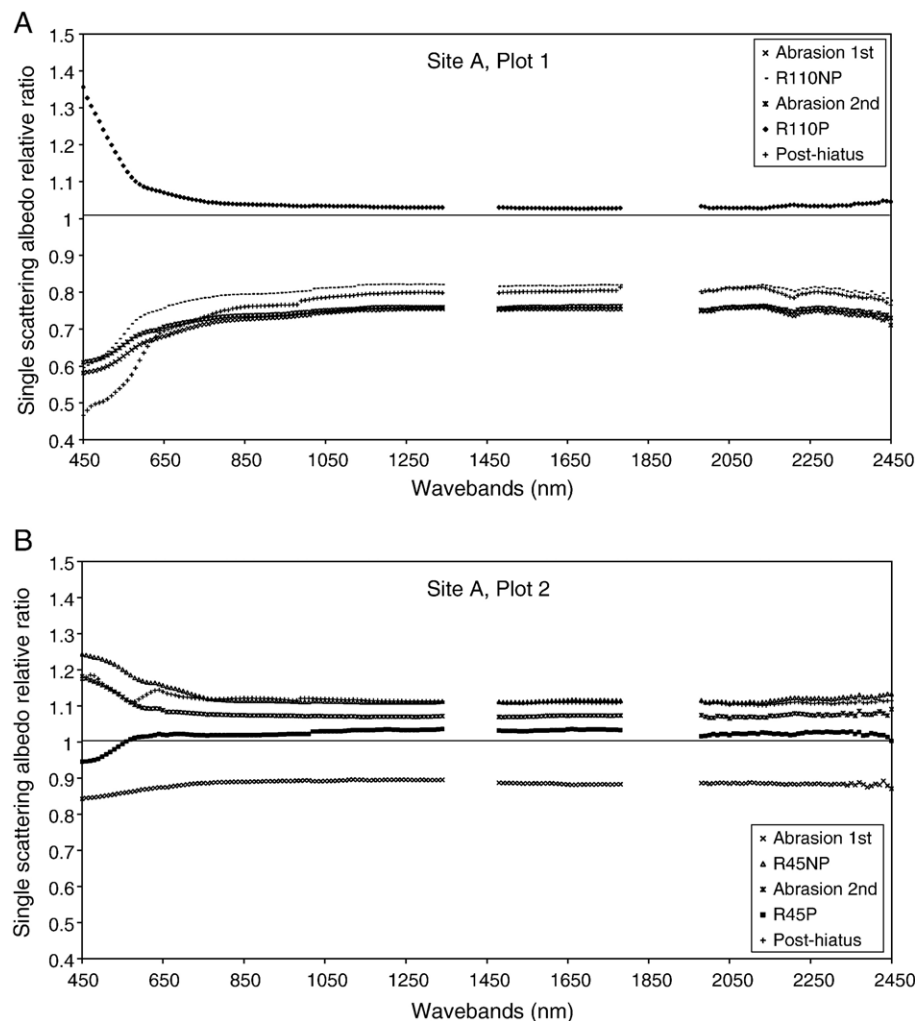 A
Site A, Plot 1
Single scattering albedo relative ratio
1.5
1.4
1.3
1.2
1.1
1
0.9
0.8
0.7
0.6
0.5
0.4
450 650 850 1050 1250 1450 1650 1850 2050 2250 2450
Wavebands (nm)
Abrasion 1st
R110NP
Abrasion 2nd
R110P
Post-hiatus
B
Site A, Plot 2
Single scattering albedo relative ratio
1.5
1.4
1.3
1.2
1.1
1
0.9
0.8
0.7
0.6
0.5
0.4
450 650 850 1050 1250 1450 1650 1850 2050 2250 2450
Wavebands (nm)
Abrasion 1st
R45NP
Abrasion 2nd
R45P
Post-hiatus